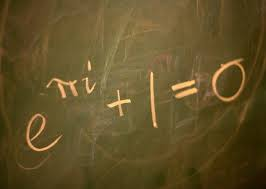 e^{πi} + 1 = 0